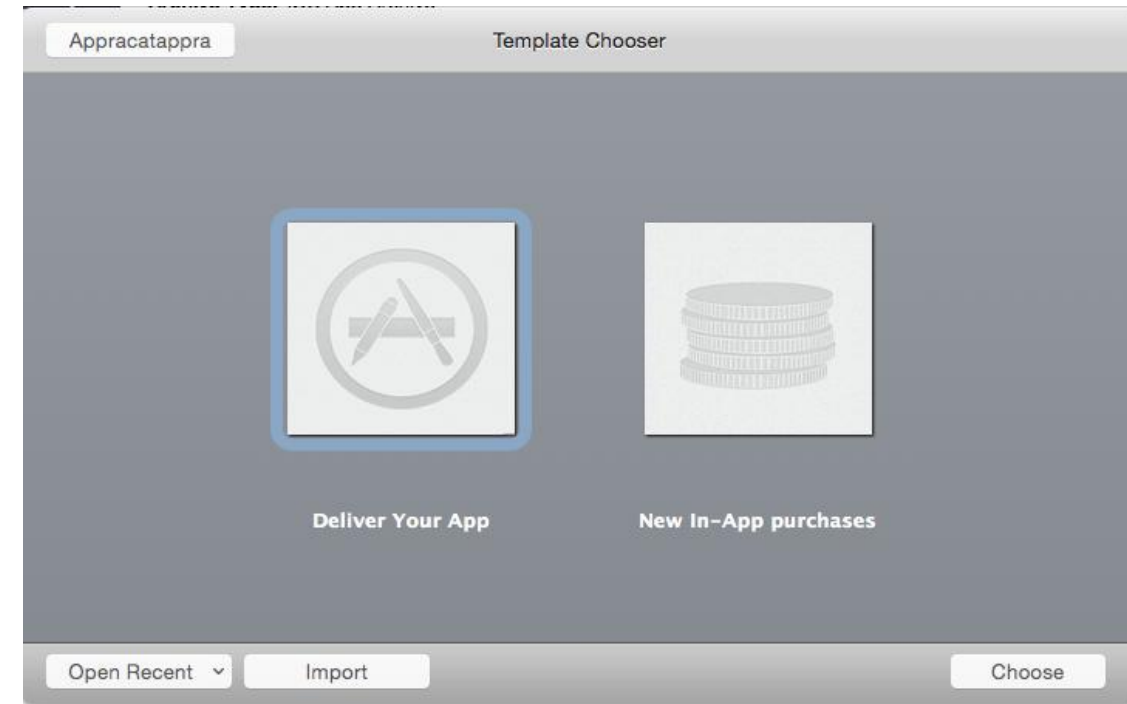 Appracatappra
Template Chooser
Deliver Your App
New In-App purchases
Open Recent
Import
Choose